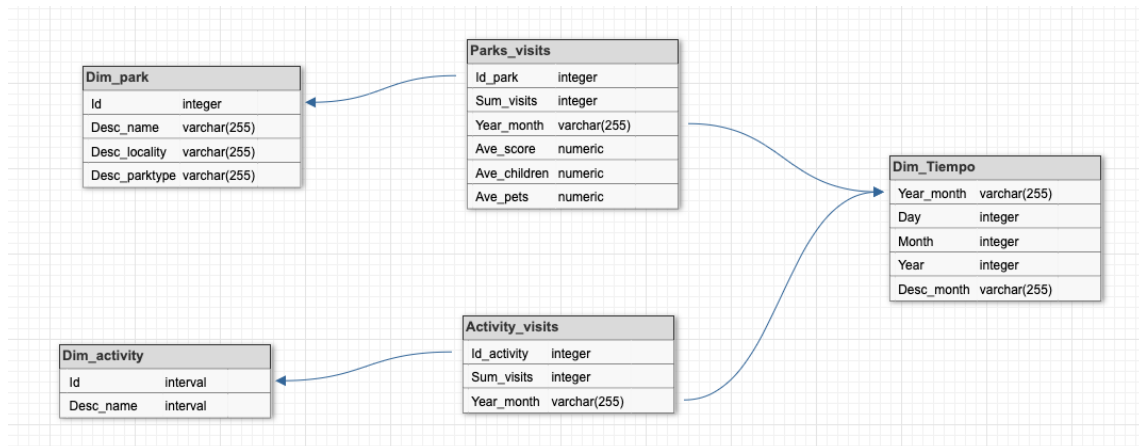 Dim_park
Id integer
Desc_name varchar(255)
Desc_locality varchar(255)
Desc_parktype varchar(255)
Parks_visits
Id_park integer
Sum_visits integer
Year_month varchar(255)
Ave_score numeric
Ave_children numeric
Ave_pets numeric
Dim_Tiempo
Year_month varchar(255)
Day integer
Month integer
Year integer
Desc_month varchar(255)
Dim_activity
Id interval
Desc_name interval
Activity_visits
Id_activity integer
Sum_visits integer
Year_month varchar(255)